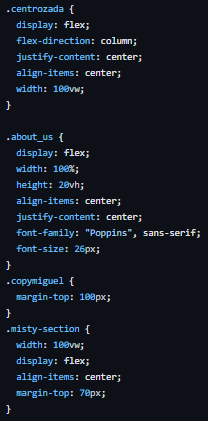 .centrozada {
  display: flex;
  flex-direction: column;
  justify-content: center;
  align-items: center;
  width: 100vw;
}

.about_us {
  display: flex;
  width: 100%;
  height: 20vh;
  align-items: center;
  justify-content: center;
  font-family: "Poppins", sans-serif;
  font-size: 26px;
}
.copymiguel {
  margin-top: 100px;
}
.misty-section {
  width: 100vw;
  display: flex;
  align-items: center;
  margin-top: 70px;
}